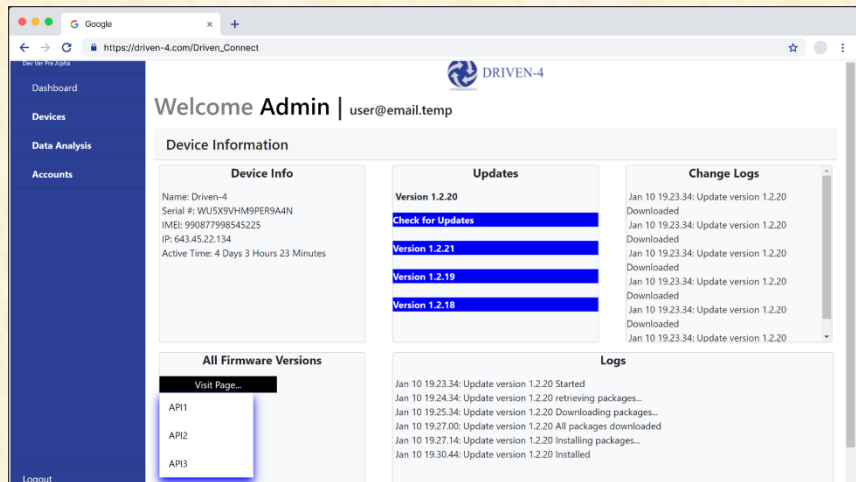 Google
https://driven-4.com/Driven_Connect
Dev Ver Pre Alpha
DRIVEN-4
Dashboard
Devices
Data Analysis
Accounts
Logout
Welcome Admin | user@email.temp
Device Information
Device Info
Name: Driven-4
Serial #: WU5X9VHM9PER9A4N
IMEI: 990877998545225
IP: 643.45.22.134
Active Time: 4 Days 3 Hours 23 Minutes
Updates
Version 1.2.20
Check for Updates
Version 1.2.21
Version 1.2.19
Version 1.2.18
Change Logs
Jan 10 19.23.34: Update version 1.2.20
Downloaded
Jan 10 19.23.34: Update version 1.2.20
Downloaded
Jan 10 19.23.34: Update version 1.2.20
Downloaded
Jan 10 19.23.34: Update version 1.2.20
Downloaded
Jan 10 19.23.34: Update version 1.2.20
Downloaded
Jan 10 19.23.34: Update version 1.2.20
All Firmware Versions
Visit Page...
API1
API2
API3
Logs
Jan 10 19.23.34: Update version 1.2.20 Started
Jan 10 19.24.34: Update version 1.2.20 retrieving packages...
Jan 10 19.25.34: Update version 1.2.20 Downloading packages...
Jan 10 19.27.00: Update version 1.2.20 All packages downloaded
Jan 10 19.27.14: Update version 1.2.20 Installing packages...
Jan 10 19.30.44: Update version 1.2.20 Installed